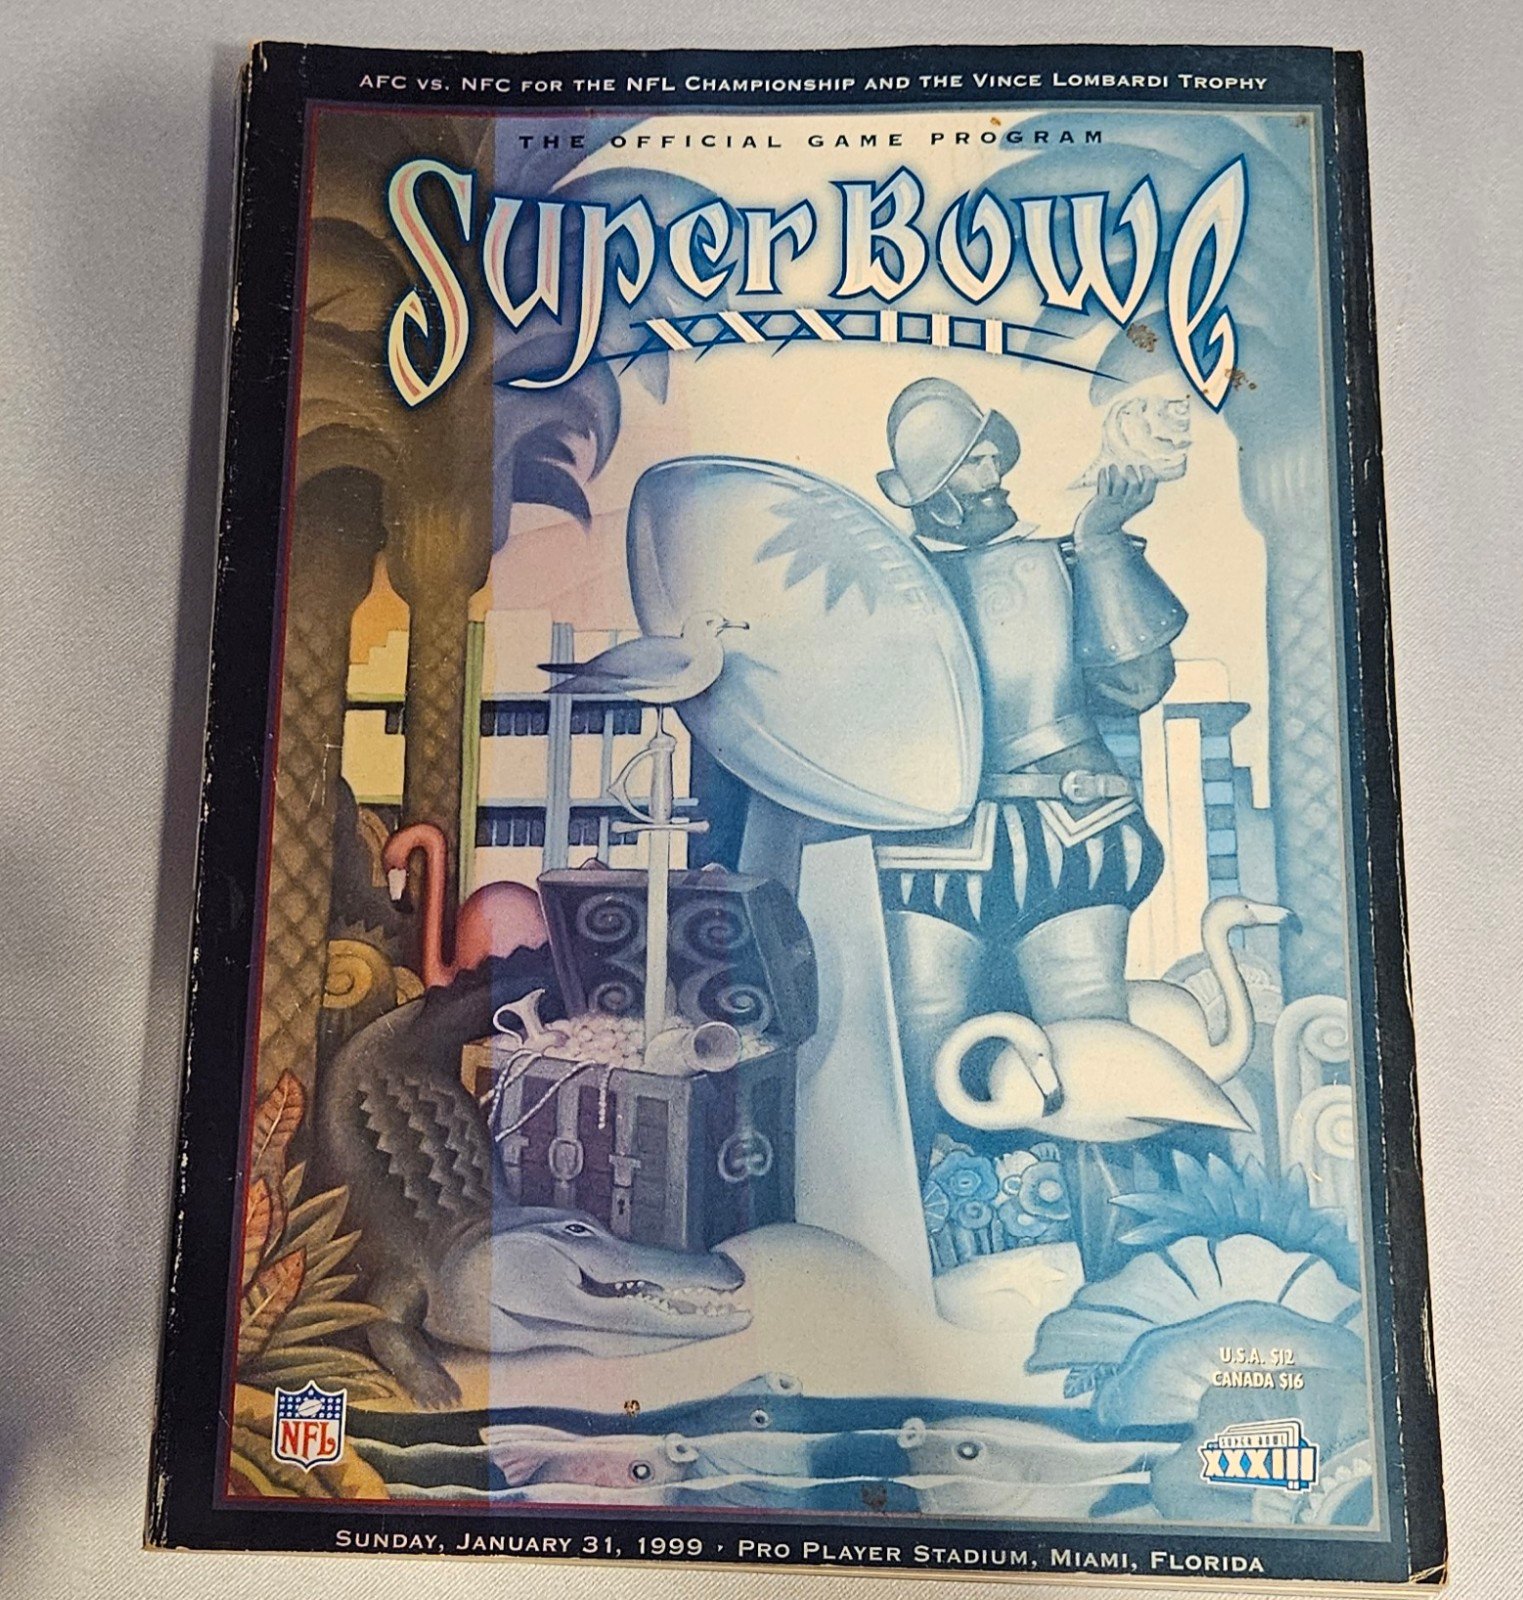 AFC vs. NFC for the NFL Championship and the Vince Lombardi Trophy
THE OFFICIAL GAME PROGRAM
Super Bowl
XXXIII
U.S.A. $12
CANADA $16
NFL
SUPER BOWL
XXXIII
Sunday, January 31, 1999 · Pro Player Stadium, Miami, Florida